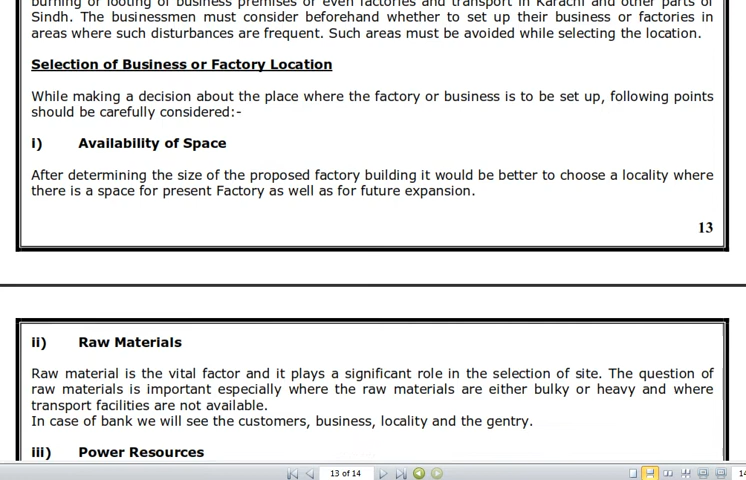 burning or looting of business premises or even factories and transport in Karachi and other parts of
Sindh. The businessmen must consider beforehand whether to set up their business or factories in
areas where such disturbances are frequent. Such areas must be avoided while selecting the location.
Selection of Business or Factory Location
While making a decision about the place where the factory or business is to be set up, following points
should be carefully considered:-
i) Availability of Space
After determining the size of the proposed factory building it would be better to choose a locality where
there is a space for present Factory as well as for future expansion.
13
ii) Raw Materials
Raw material is the vital factor and it plays a significant role in the selection of site. The question of
raw materials is important especially where the raw materials are either bulky or heavy and where
transport facilities are not available.
In case of bank we will see the customers, business, locality and the gentry.
iii) Power Resources
13 of 14
14